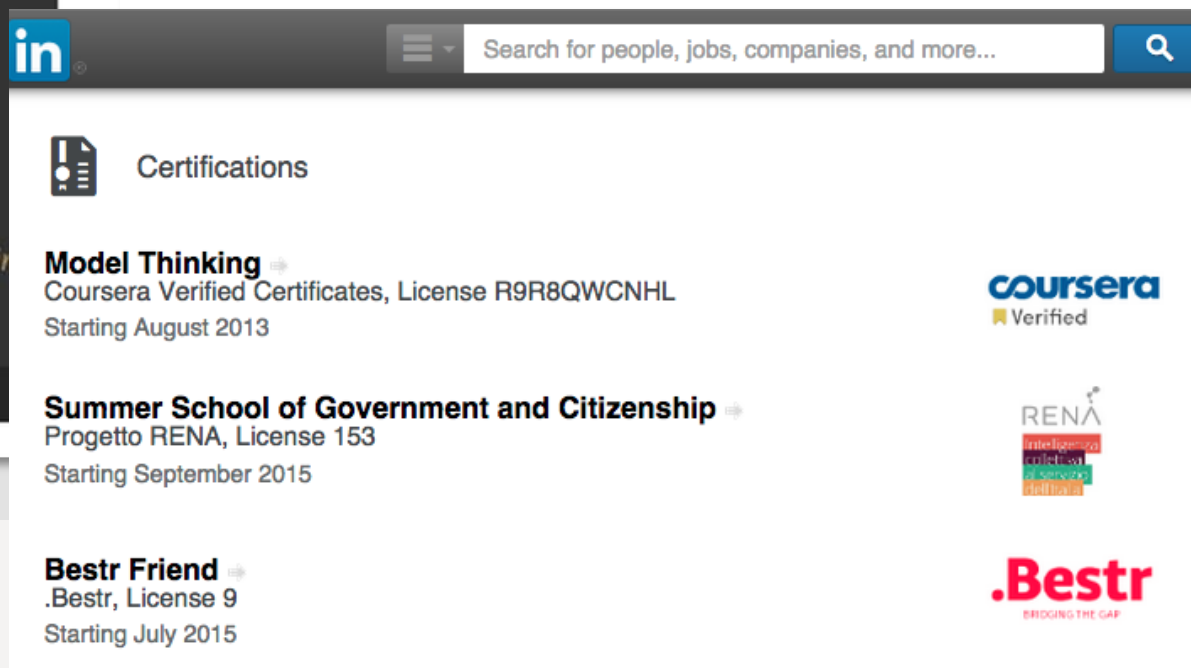 in
Search for people, jobs, companies, and more...
Certifications
Model Thinking
Coursera Verified Certificates, License R9R8QWCNHL
Starting August 2013
coursera
Verified
Summer School of Government and Citizenship
Progetto RENA, License 153
Starting September 2015
RENA
intelligenza
collettiva
al servizio
dell'Italia
Bestr Friend
.Bestr, License 9
Starting July 2015
.Bestr
BRIDGING THE GAP